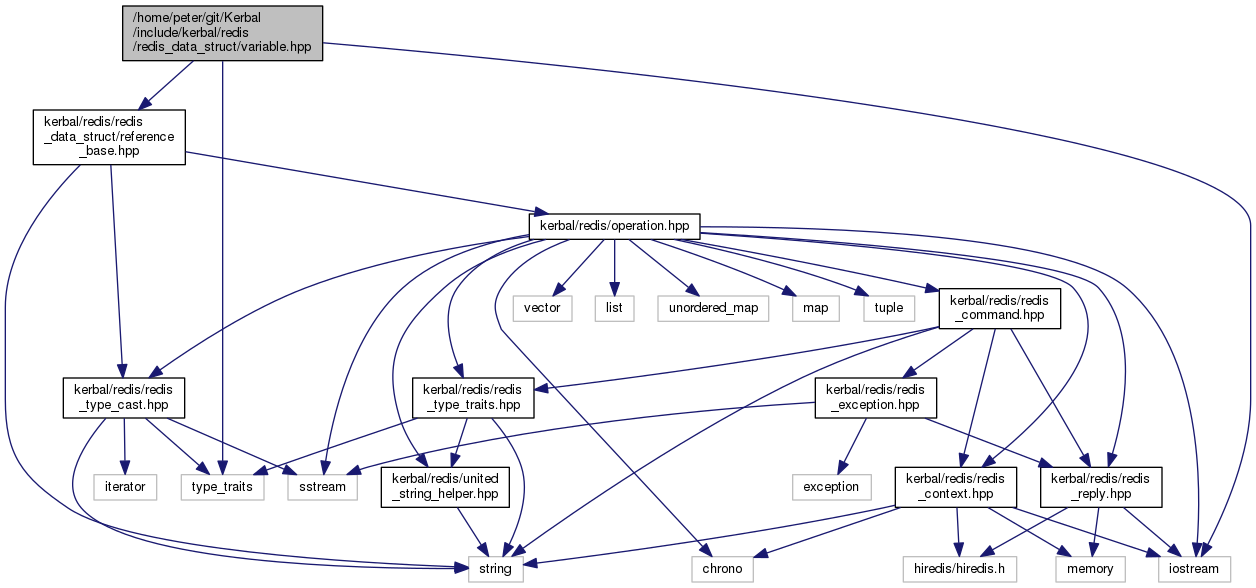 /home/peter/git/Kerbal
/include/kerbal/redis
/redis_data_struct/variable.hpp
kerbal/redis/redis
_data_struct/reference
_base.hpp
kerbal/redis/operation.hpp
vector
list
unordered_map
map
tuple
kerbal/redis/redis
_command.hpp
kerbal/redis/redis
_type_cast.hpp
kerbal/redis/redis
_type_traits.hpp
kerbal/redis/redis
_exception.hpp
iterator
type_traits
sstream
kerbal/redis/united
_string_helper.hpp
exception
kerbal/redis/redis
_context.hpp
kerbal/redis/redis
_reply.hpp
string
chrono
hiredis/hiredis.h
memory
iostream